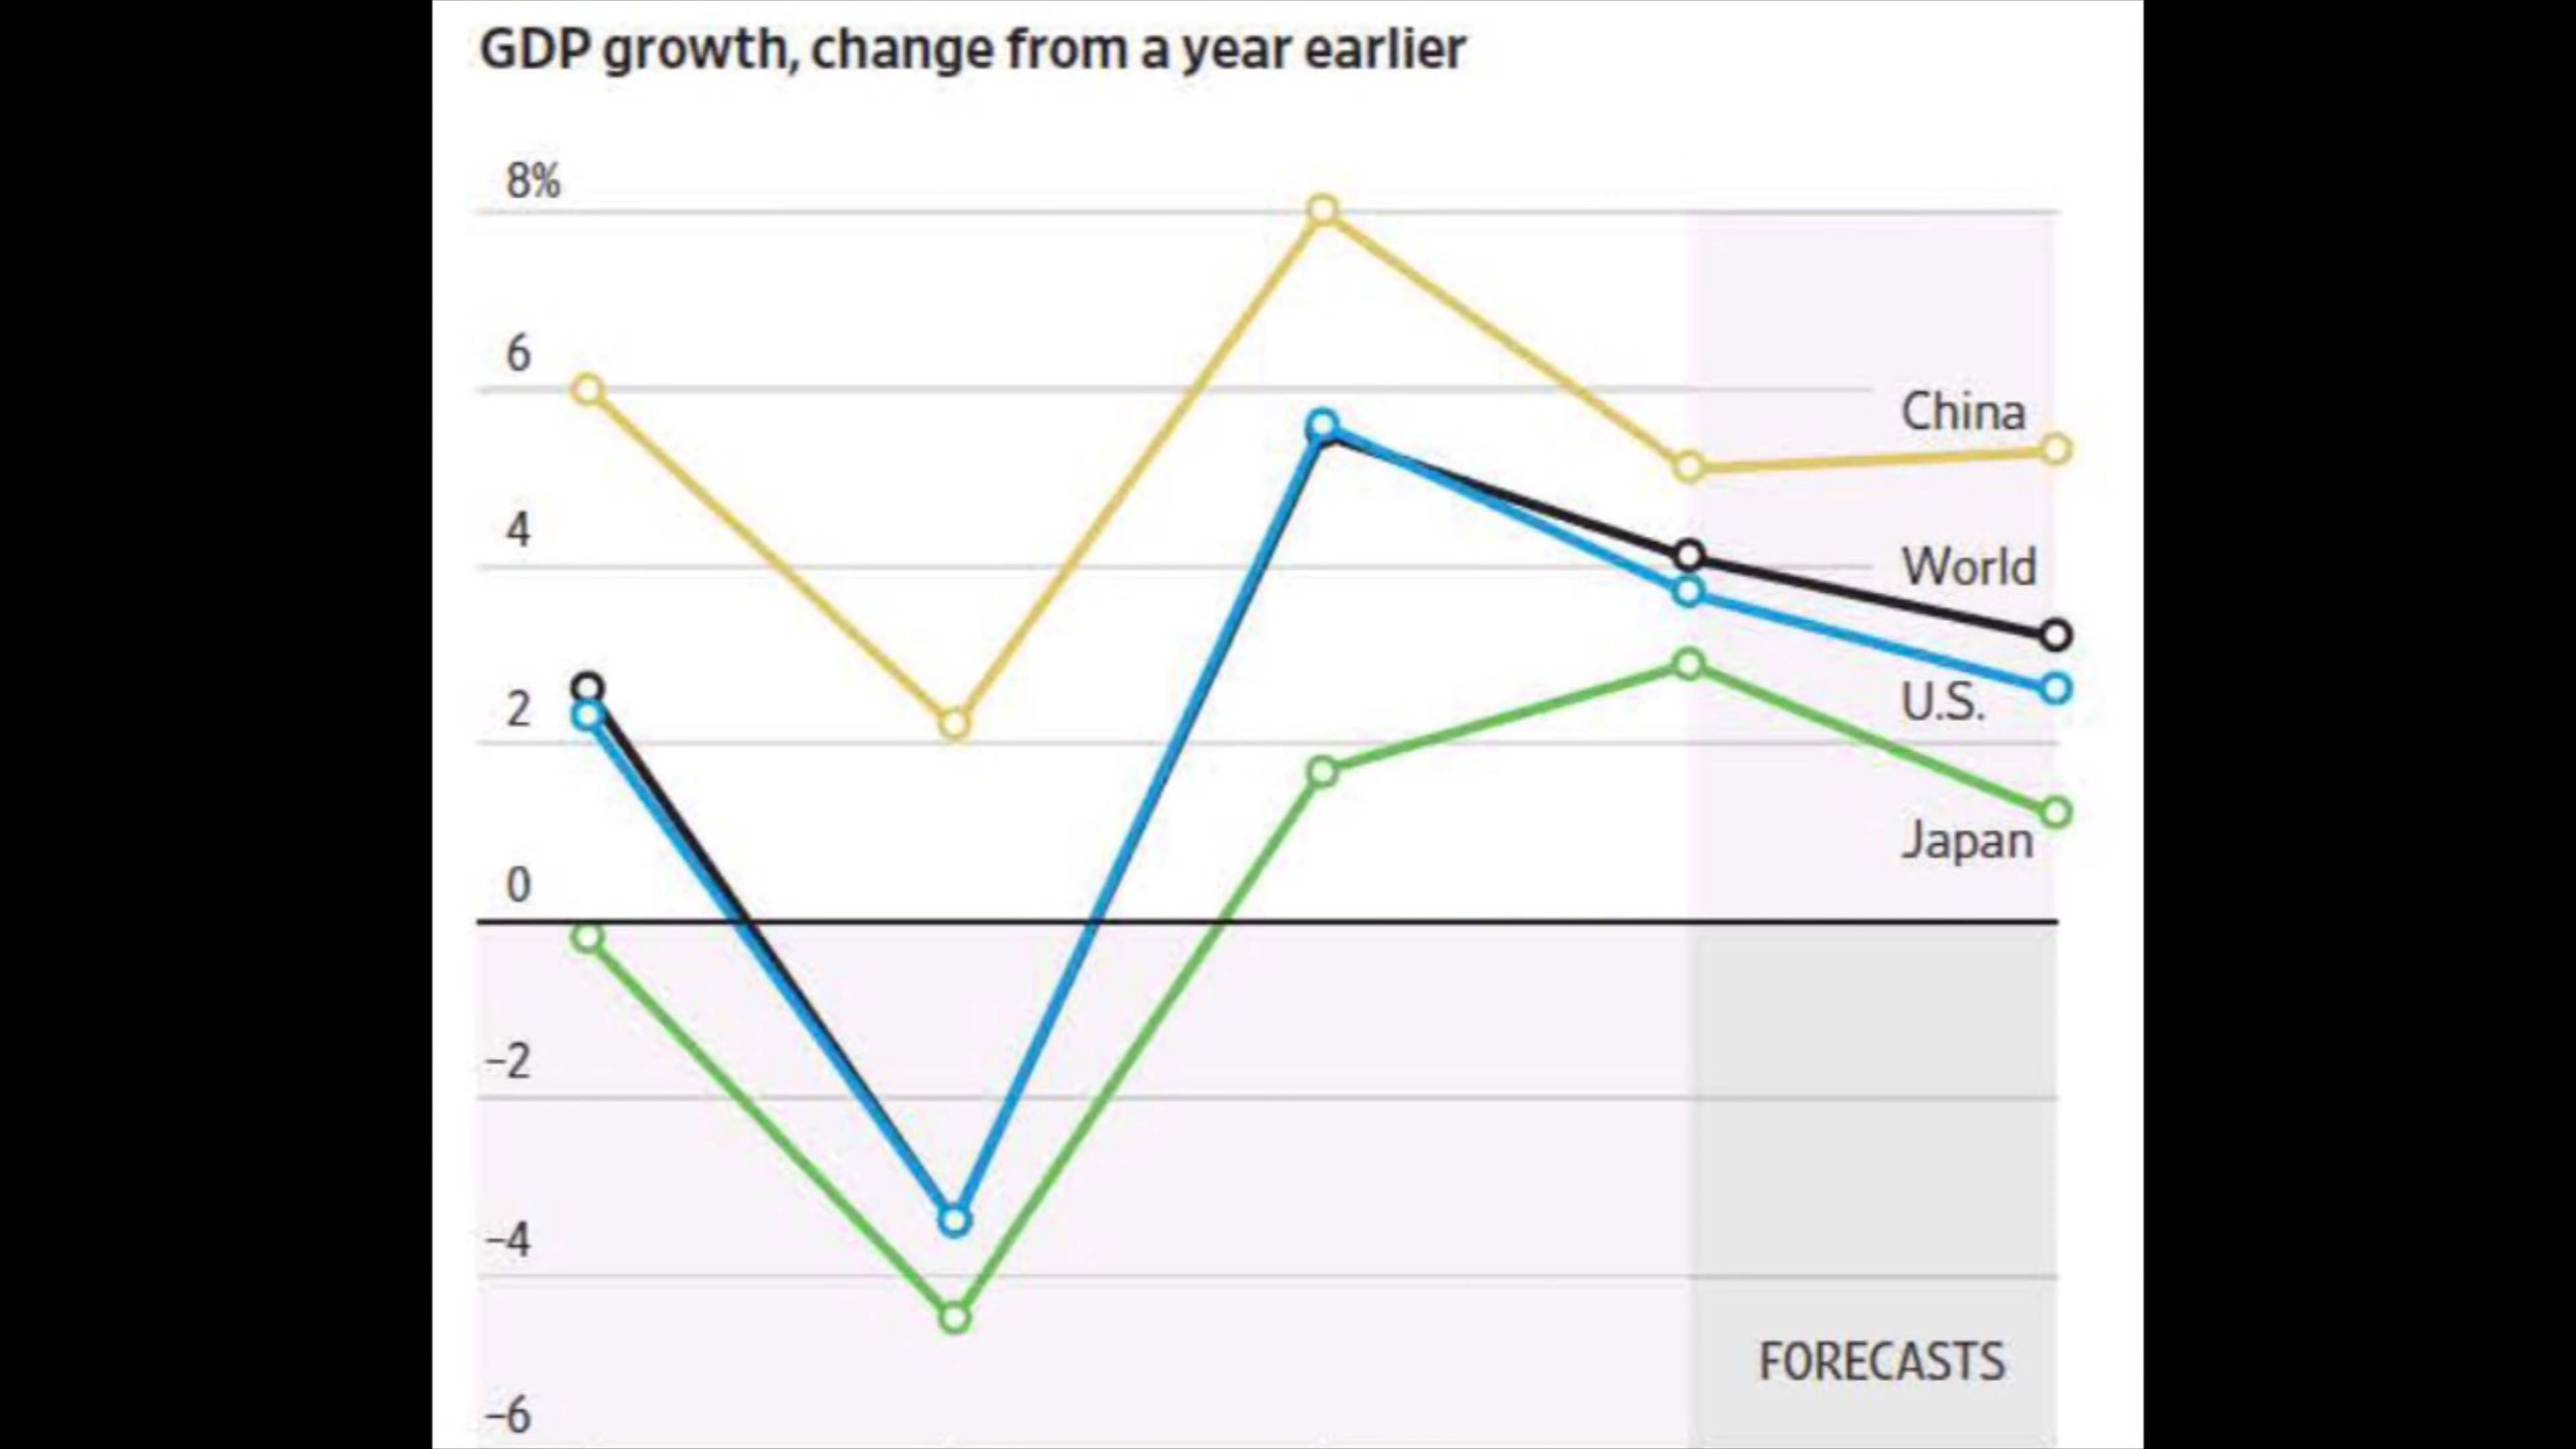 GDP growth, change from a year earlier
8%
6
China
4
World
2
U.S.
Japan
0
−2
−4
FORECASTS
−6